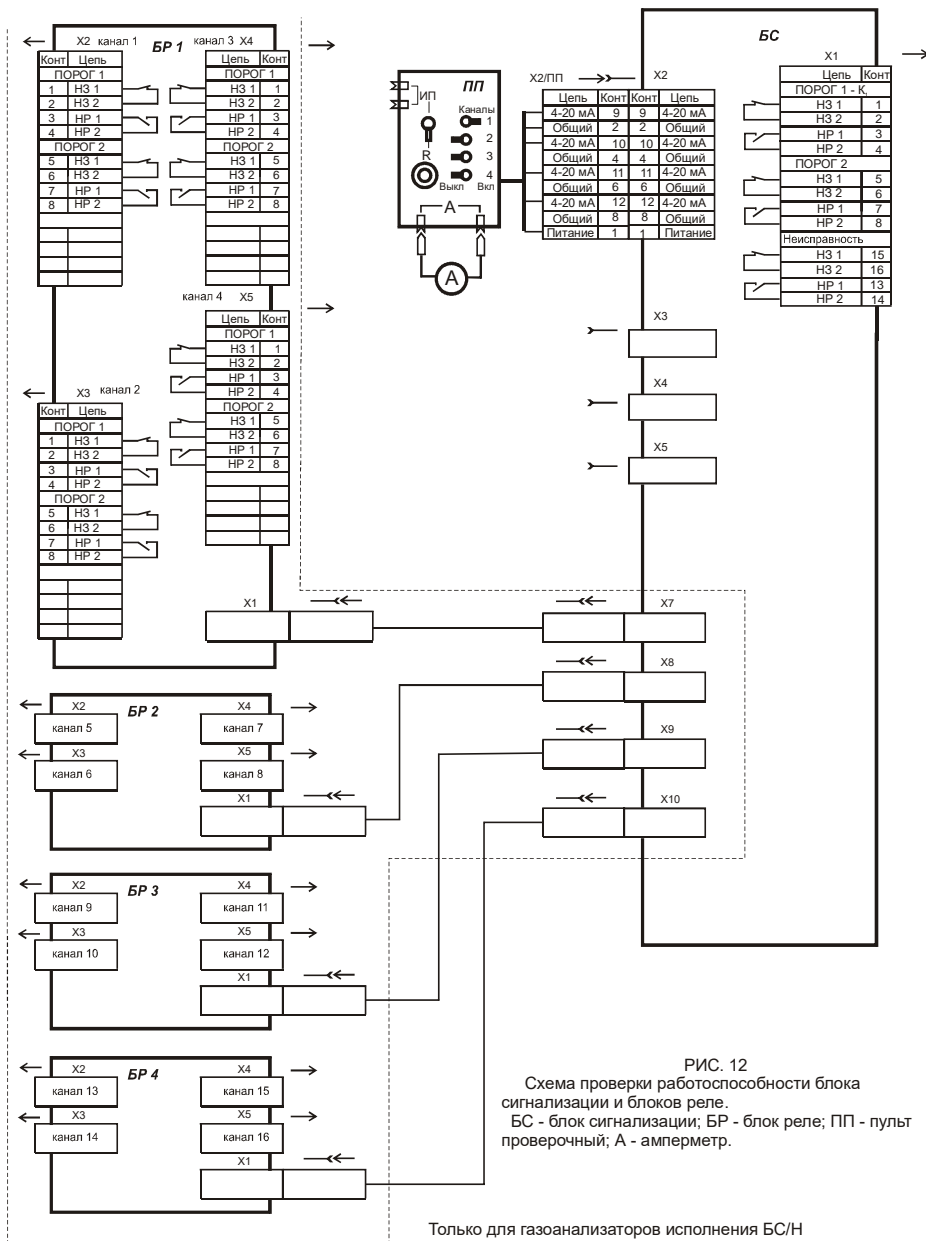 X2 канал 1
БР 1
канал 3 X4
Конт Цепь
ПОРОГ 1
1 НЗ 1
2 НЗ 2
3 НР 1
4 НР 2
ПОРОГ 2
5 НЗ 1
6 НЗ 2
7 НР 1
8 НР 2
Цепь Конт
ПОРОГ 1
НЗ 1 1
НЗ 2 2
НР 1 3
НР 2 4
ПОРОГ 2
НЗ 1 5
НЗ 2 6
НР 1 7
НР 2 8
канал 4 X5
Цепь Конт
ПОРОГ 1
НЗ 1 1
НЗ 2 2
НР 1 3
НР 2 4
ПОРОГ 2
НЗ 1 5
НЗ 2 6
НР 1 7
НР 2 8
X3 канал 2
Конт Цепь
ПОРОГ 1
1 НЗ 1
2 НЗ 2
3 НР 1
4 НР 2
ПОРОГ 2
5 НЗ 1
6 НЗ 2
7 НР 1
8 НР 2
X1
ПП
ИП
Каналы
1
2
R
3
4
Выкл Вкл
А
А
X2/ПП
X2
Цепь Конт Конт Цепь
4-20 мА 9 9 4-20 мА
Общий 2 2 Общий
4-20 мА 10 10 4-20 мА
Общий 4 4 Общий
4-20 мА 11 11 4-20 мА
Общий 6 6 Общий
4-20 мА 12 12 4-20 мА
Общий 8 8 Общий
Питание 1 1 Питание
БС
X1
Цепь Конт
ПОРОГ 1 - К,
НЗ 1 1
НЗ 2 2
НР 1 3
НР 2 4
ПОРОГ 2
НЗ 1 5
НЗ 2 6
НР 1 7
НР 2 8
Неисправность
НЗ 1 15
НЗ 2 16
НР 1 13
НР 2 14
X3
X4
X5
X7
X8
X9
X10
X2
БР 2
X4
канал 5
канал 7
X3
X5
канал 6
канал 8
X1
X2
БР 3
X4
канал 9
канал 11
X3
X5
канал 10
канал 12
X1
X2
БР 4
X4
канал 13
канал 15
X3
X5
канал 14
канал 16
X1
РИС. 12
Схема проверки работоспособности блока
сигнализации и блоков реле.
БС - блок сигнализации; БР - блок реле; ПП - пульт
проверочный; А - амперметр.
Только для газоанализаторов исполнения БС/Н